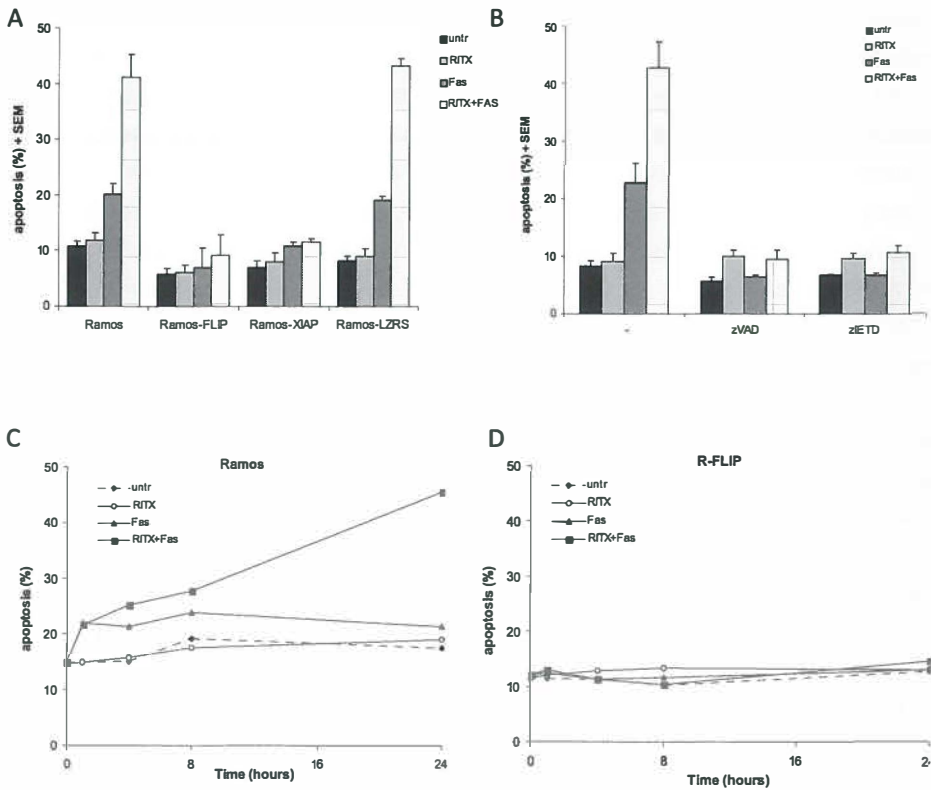 A
50
40
30
20
10
0
apoptosis (%) + SEM
untr
RITX
Fas
RITX+FAS
Ramos
Ramos-FLIP
Ramos-XIAP
Ramos-LZRS
B
50
40
30
20
10
0
apoptosis (%) + SEM
untr
RITX
Fas
RITX+Fas
-
zVAD
zIETD
C
Ramos
50
40
30
20
10
0
apoptosis (%)
untr
RITX
Fas
RITX+Fas
0
8
16
24
Time (hours)
D
R-FLIP
50
40
30
20
10
0
apoptosis (%)
untr
RITX
Fas
RITX+Fas
0
8
16
24
Time (hours)